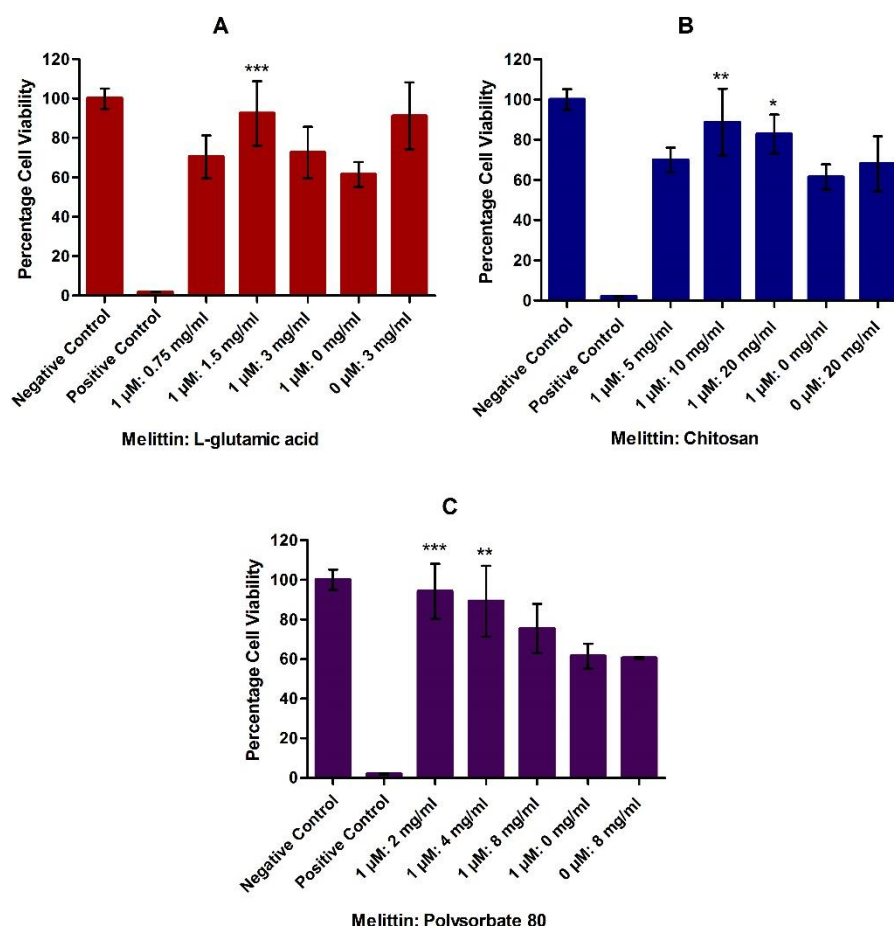 A
***
120
100
80
60
40
20
0
Percentage Cell Viability
Negative Control
Positive Control
1 µM: 0.75 mg/ml
1 µM: 1.5 mg/ml
1 µM: 3 mg/ml
1 µM: 0 mg/ml
0 µM: 3 mg/ml
Melittin: L-glutamic acid
B
**
*
120
100
80
60
40
20
0
Percentage Cell Viability
Negative Control
Positive Control
1 µM: 5 mg/ml
1 µM: 10 mg/ml
1 µM: 20 mg/ml
1 µM: 0 mg/ml
0 µM: 20 mg/ml
Melittin: Chitosan
C
***
**
120
100
80
60
40
20
0
Percentage Cell Viability
Negative Control
Positive Control
1 µM: 2 mg/ml
1 µM: 4 mg/ml
1 µM: 8 mg/ml
1 µM: 0 mg/ml
0 µM: 8 mg/ml
Melittin: Polysorbate 80